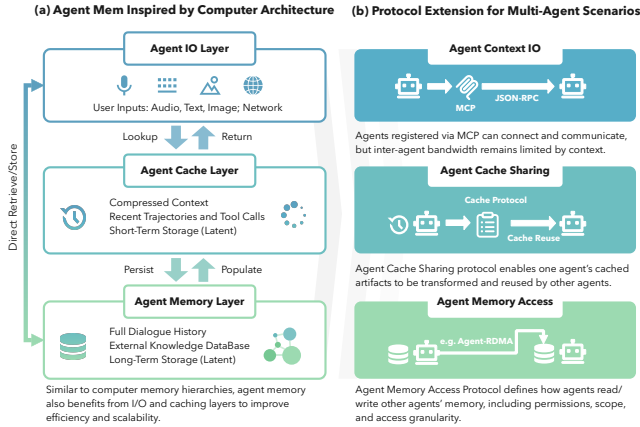 (a) Agent Mem Inspired by Computer Architecture
Agent IO Layer
User Inputs: Audio, Text, Image; Network
Lookup
Return
Agent Cache Layer
Compressed Context
Recent Trajectories and Tool Calls
Short-Term Storage (Latent)
Persist
Populate
Agent Memory Layer
Full Dialogue History
External Knowledge DataBase
Long-Term Storage (Latent)
Direct Retrieve/Store
Similar to computer memory hierarchies, agent memory
also benefits from I/O and caching layers to improve
efficiency and scalability.
(b) Protocol Extension for Multi-Agent Scenarios
Agent Context IO
MCP
JSON-RPC
Agents registered via MCP can connect and communicate,
but inter-agent bandwidth remains limited by context.
Agent Cache Sharing
Cache Protocol
Cache Reuse
Agent Cache Sharing protocol enables one agent's cached
artifacts to be transformed and reused by other agents.
Agent Memory Access
e.g. Agent-RDMA
Agent Memory Access Protocol defines how agents read/
write other agents' memory, including permissions, scope,
and access granularity.